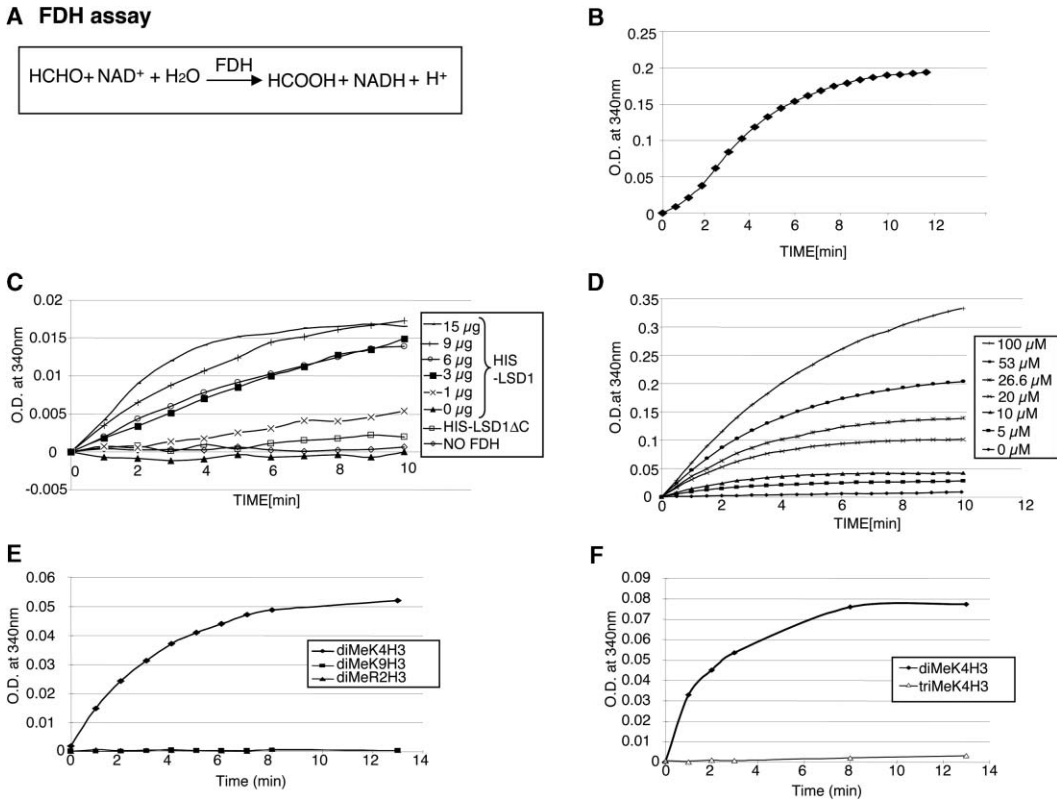 A FDH assay
HCHO+ NAD+ + H2O FDH HCOOH+ NADH + H+
B
0.25
0.2
0.15
0.1
0.05
0
O.D. at 340nm
0 2 4 6 8 10 12
TIME[min]
C
0.02
0.015
0.01
0.005
0
-0.005
O.D. at 340nm
0 2 4 6 8 10
TIME[min]
15 µg
9 µg
6 µg
3 µg
1 µg
0 µg
HIS
-LSD1
HIS-LSD1ΔC
NO FDH
D
0.35
0.3
0.25
0.2
0.15
0.1
0.05
0
O.D.at 340nm
0 2 4 6 8 10 12
TIME[min]
100 µM
53 µM
26.6 µM
20 µM
10 µM
5 µM
0 µM
E
0.06
0.05
0.04
0.03
0.02
0.01
0
O.D. at 340nm
0 2 4 6 8 10 12 14
Time (min)
diMeK4H3
diMeK9H3
diMeR2H3
F
0.09
0.08
0.07
0.06
0.05
0.04
0.03
0.02
0.01
0
O.D. at 340nm
0 2 4 6 8 10 12 14
Time (min)
diMeK4H3
triMeK4H3